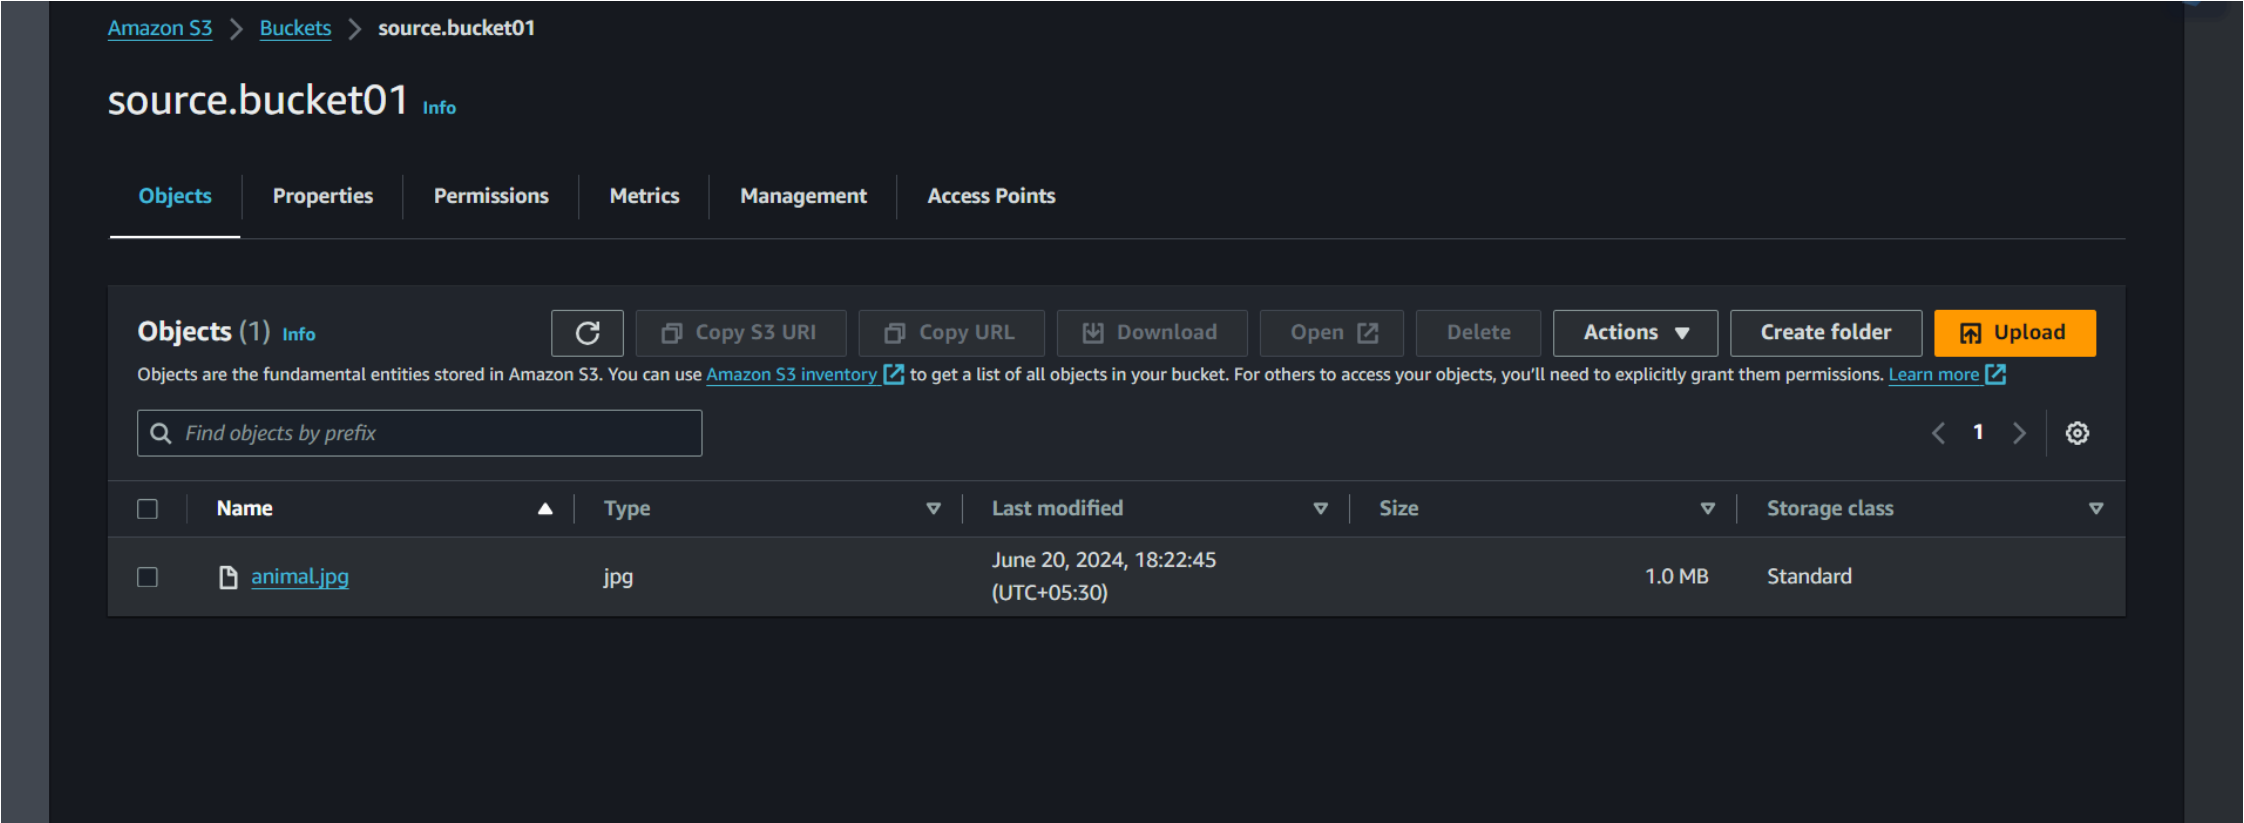 Amazon S3 > Buckets > source.bucket01
source.bucket01 Info
Objects Properties Permissions Metrics Management Access Points
Objects (1) Info Copy S3 URI Copy URL Download Open Delete Actions Create folder Upload
Objects are the fundamental entities stored in Amazon S3. You can use Amazon S3 inventory to get a list of all objects in your bucket. For others to access your objects, you'll need to explicitly grant them permissions. Learn more
Find objects by prefix 1
Name Type Last modified Size Storage class
animal.jpg jpg June 20, 2024, 18:22:45 (UTC+05:30) 1.0 MB Standard